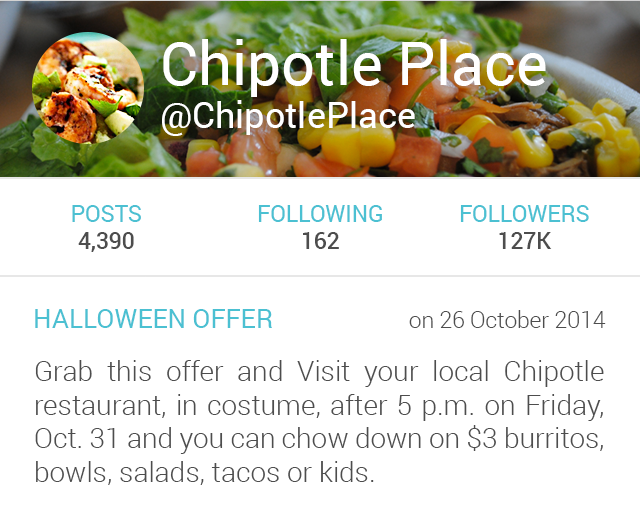 Chipotle Place
@ChipotlePlace
POSTS FOLLOWING FOLLOWERS
4,390 162 127K
HALLOWEEN OFFER on 26 October 2014
Grab this offer and Visit your local Chipotle
restaurant, in costume, after 5 p.m. on Friday,
Oct. 31 and you can chow down on $3 burritos,
bowls, salads, tacos or kids.